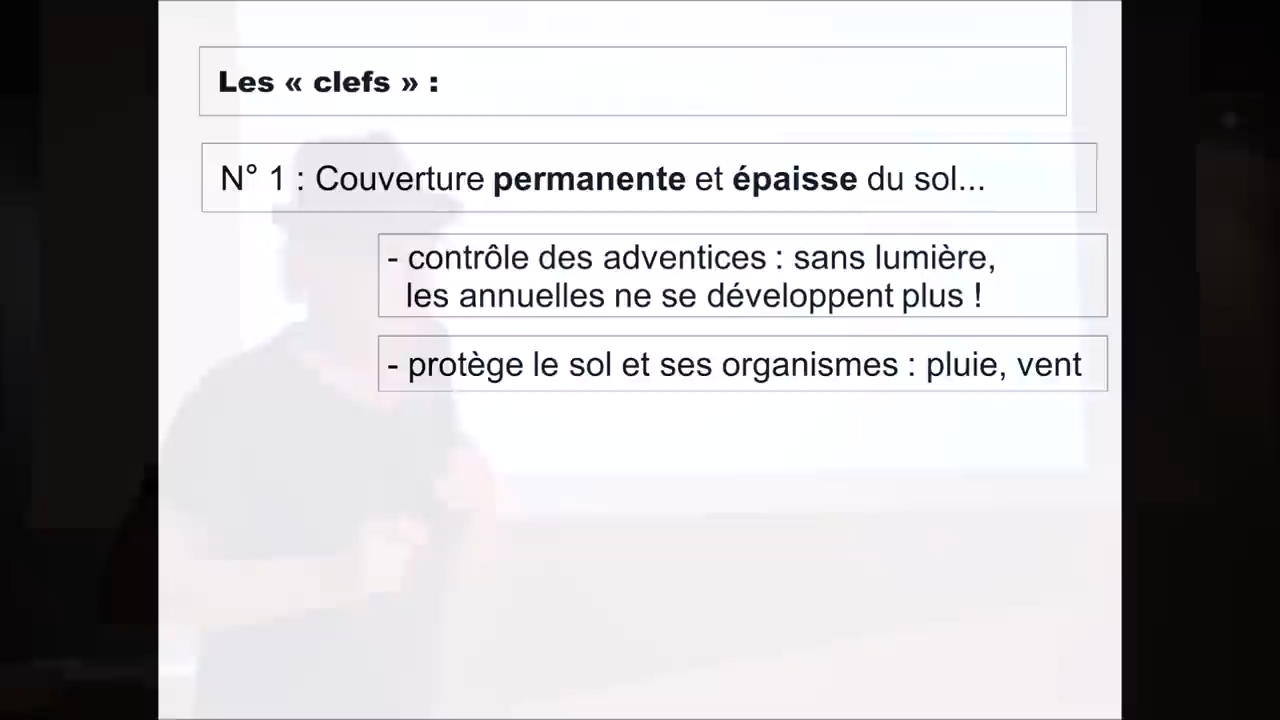 Les « clefs » :
N° 1 : Couverture permanente et épaisse du sol...
- contrôle des adventices : sans lumière,
les annuelles ne se développent plus !
- protège le sol et ses organismes : pluie, vent